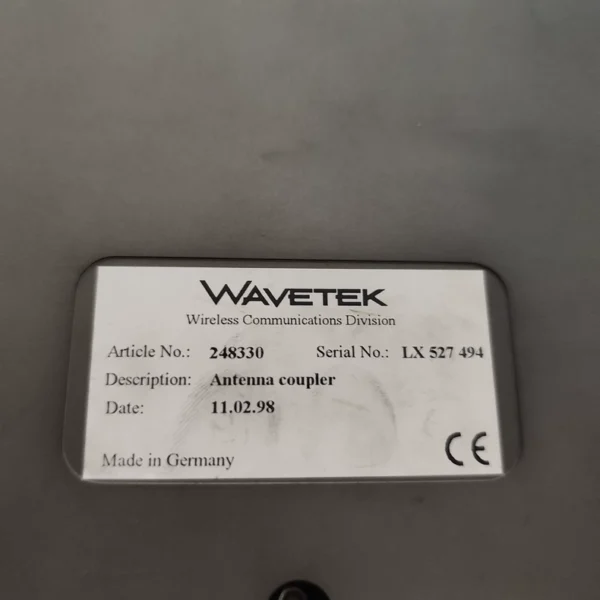 WAVETEK
Wireless Communications Division
Article No.: 248330 Serial No.: LX 527 494
Description: Antenna coupler
Date: 11.02.98
Made in Germany CE